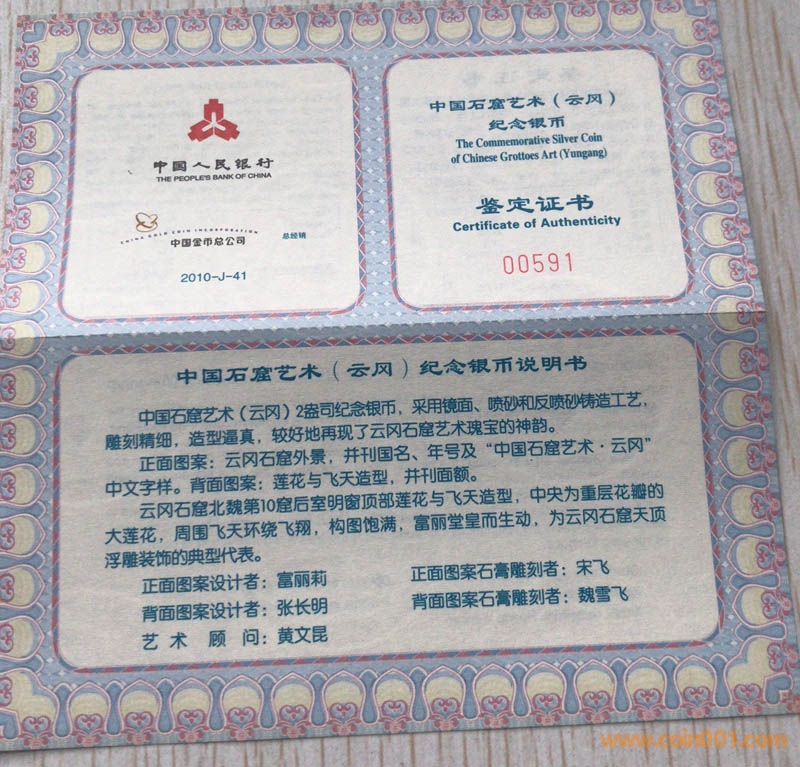 中国人民银行
THE PEOPLE'S BANK OF CHINA
CHINA GOLD COIN INCORPORATION
中国金币总公司 总经销
2010-J-41
中国石窟艺术（云冈）
纪念银币
The Commemorative Silver Coin
of Chinese Grottoes Art (Yungang)
鉴定证书
Certificate of Authenticity
00591
中国石窟艺术（云冈）纪念银币说明书
中国石窟艺术（云冈）2盎司纪念银币，采用镜面、喷砂和反喷砂铸造工艺，
雕刻精细，造型逼真，较好地再现了云冈石窟艺术瑰宝的神韵。
正面图案：云冈石窟外景，并刊国名、年号及“中国石窟艺术·云冈”
中文字样。背面图案：莲花与飞天造型，并刊面额。
云冈石窟北魏第10窟后室明窗顶部莲花与飞天造型，中央为重层花瓣的
大莲花，周围飞天环绕飞翔，构图饱满，富丽堂皇而生动，为云冈石窟天顶
浮雕装饰的典型代表。
正面图案设计者：富丽莉 正面图案石膏雕刻者：宋飞
背面图案设计者：张长明 背面图案石膏雕刻者：魏雪飞
艺术顾问：黄文昆
www.coin001.com